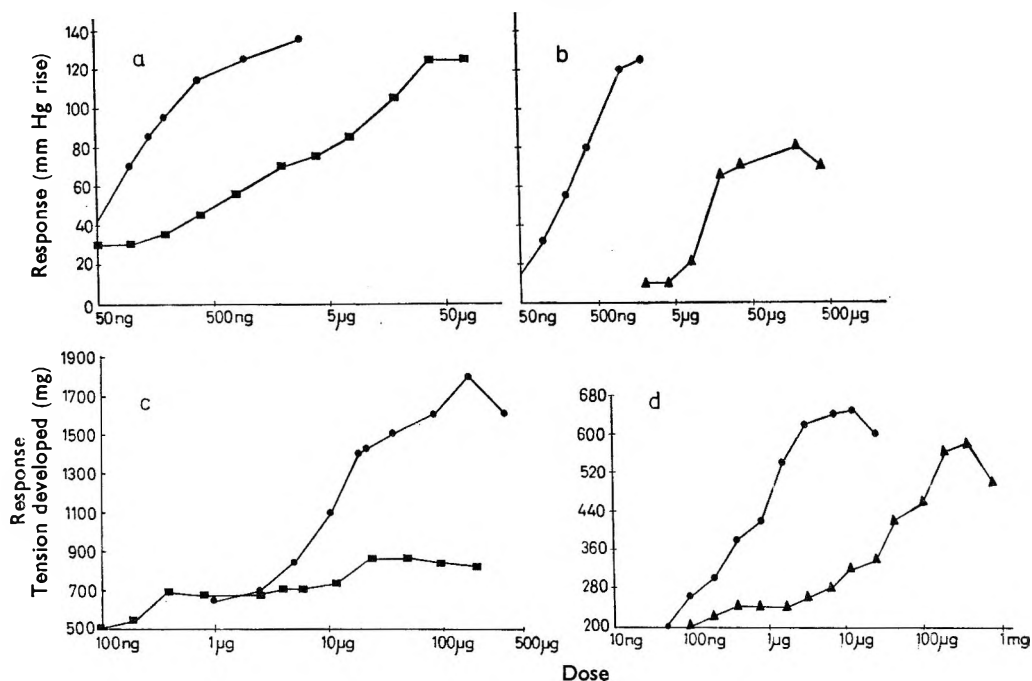 a
b
Response (mm Hg rise)
140
120
100
80
60
40
20
0
50ng 500ng 5µg 50µg
50ng 500ng 5µg 50µg 500µg
c
d
Response
Tension developed (mg)
1900
1700
1500
1300
1100
900
700
500
100ng 1µg 10µg 100µg 500µg
680
600
520
440
360
280
200
10ng 100ng 1µg 10µg 100µg 1mg
Dose